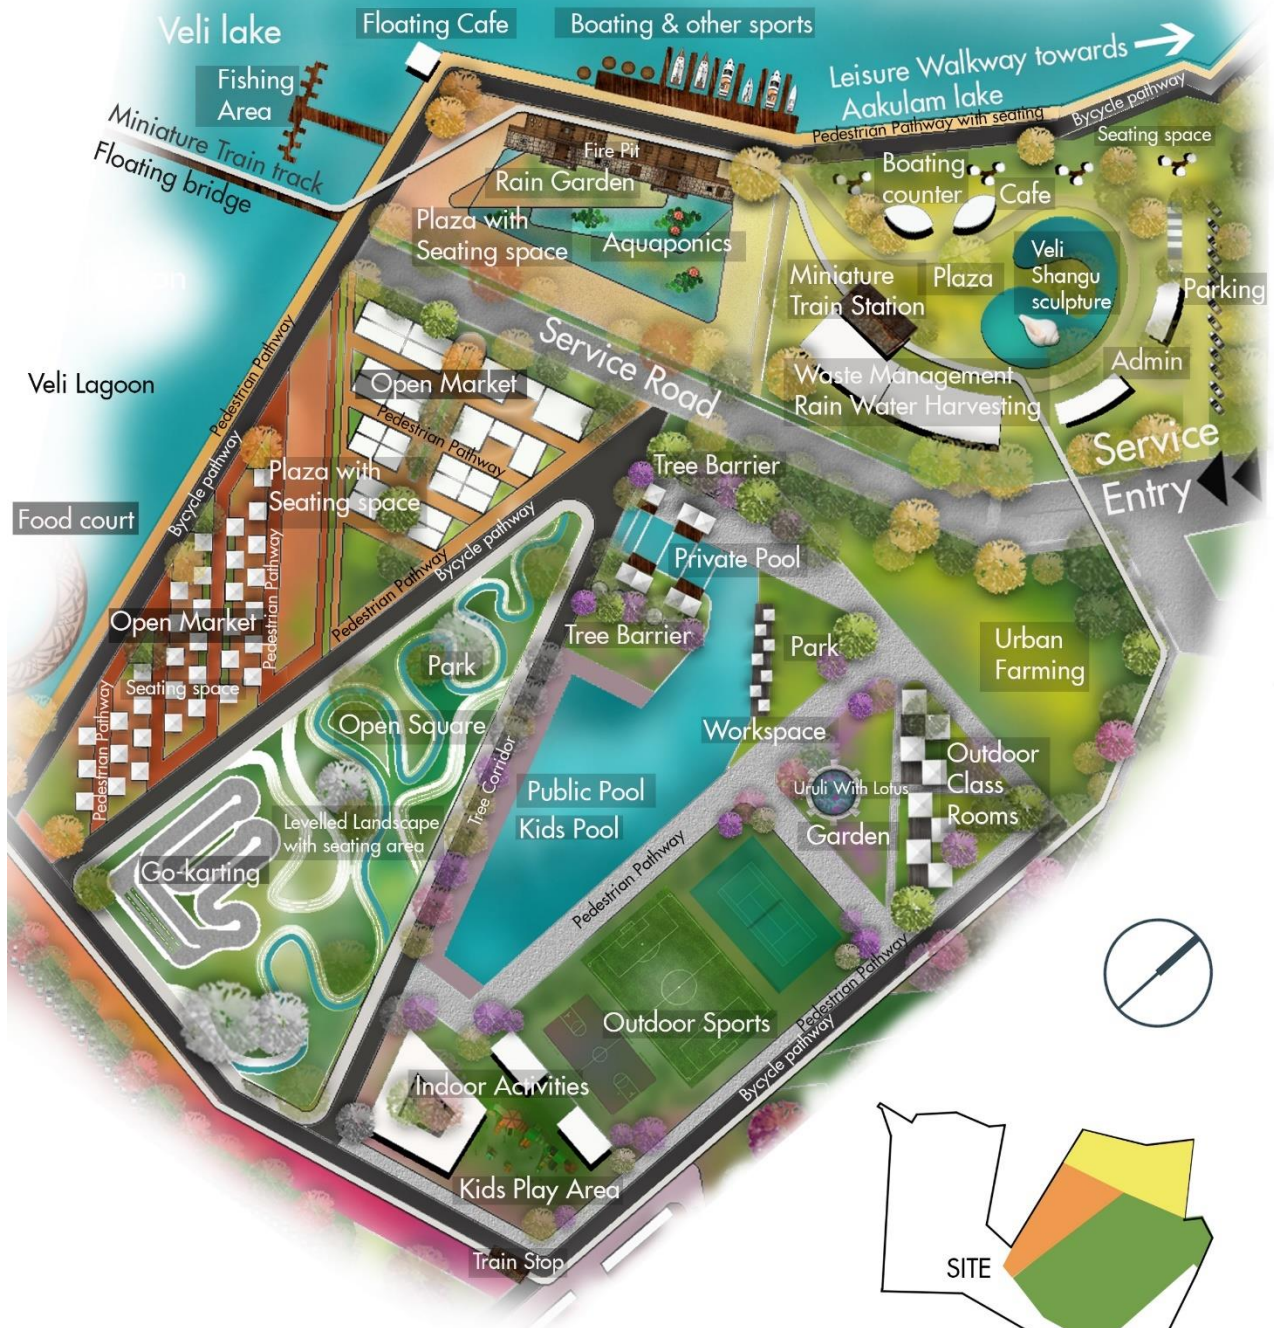 Veli lake
Floating Cafe
Boating & other sports
Fishing
Area
Leisure Walkway towards
Aakulam lake
Miniature Train track
Floating bridge
Pedestrian Pathway with seating
Bycycle pathway
Seating space
Fire Pit
Rain Garden
Boating
counter
Cafe
Plaza with
Seating space
Aquaponics
Miniature
Train Station
Plaza
Veli
Shangu
sculpture
Parking
Service Road
Pedestrian Pathway
Veli Lagoon
Open Market
Pedestrian Pathway
Waste Management
Rain Water Harvesting
Admin
Service
Entry
Bycycle pathway
Plaza with
Seating space
Tree Barrier
Food court
Bycycle pathway
Pedestrian Pathway
Private Pool
Pedestrian Pathway
Open Market
Tree Barrier
Park
Urban
Farming
Park
Seating space
Pedestrian Pathway
Open Square
Workspace
Tree Corridor
Outdoor
Class
Rooms
Public Pool
Kids Pool
Uruli With Lotus
Garden
Levelled Landscape
with seating area
Go-karting
Pedestrian Pathway
Outdoor Sports
Pedestrian Pathway
Bycycle pathway
Indoor Activities
Kids Play Area
Train Stop
SITE